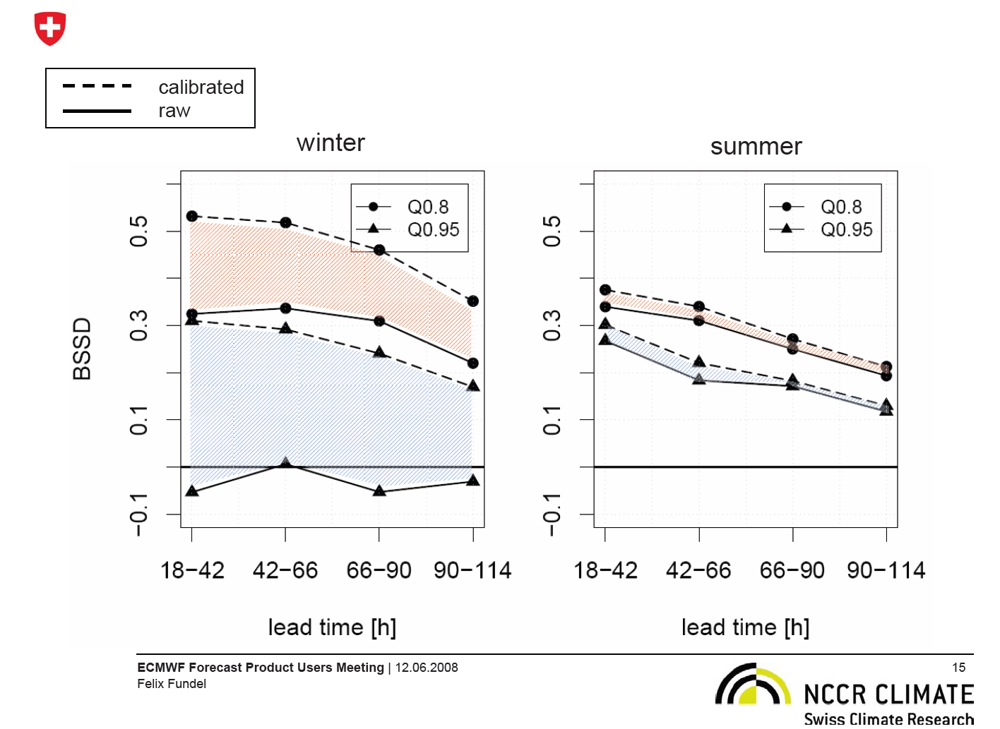 calibrated
raw
winter
summer
BSSD
0.5
0.3
0.1
−0.1
Q0.8
Q0.95
18−42 42−66 66−90 90−114
lead time [h]
0.5
0.3
0.1
−0.1
Q0.8
Q0.95
18−42 42−66 66−90 90−114
lead time [h]
ECMWF Forecast Product Users Meeting | 12.06.2008
Felix Fundel
15
NCCR CLIMATE
Swiss Climate Research